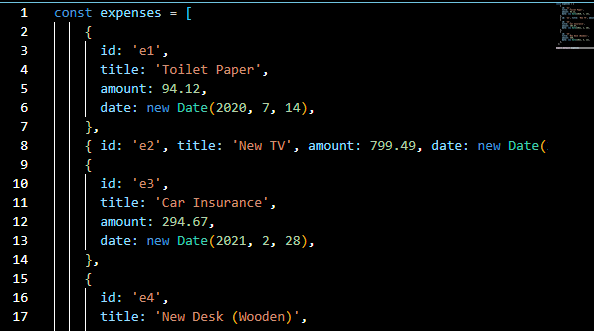 1 const expenses = [
2 {
3 id: 'e1',
4 title: 'Toilet Paper',
5 amount: 94.12,
6 date: new Date(2020, 7, 14),
7 },
8 { id: 'e2', title: 'New TV', amount: 799.49, date: new Date(
9 {
10 id: 'e3',
11 title: 'Car Insurance',
12 amount: 294.67,
13 date: new Date(2021, 2, 28),
14 },
15 {
16 id: 'e4',
17 title: 'New Desk (Wooden)',